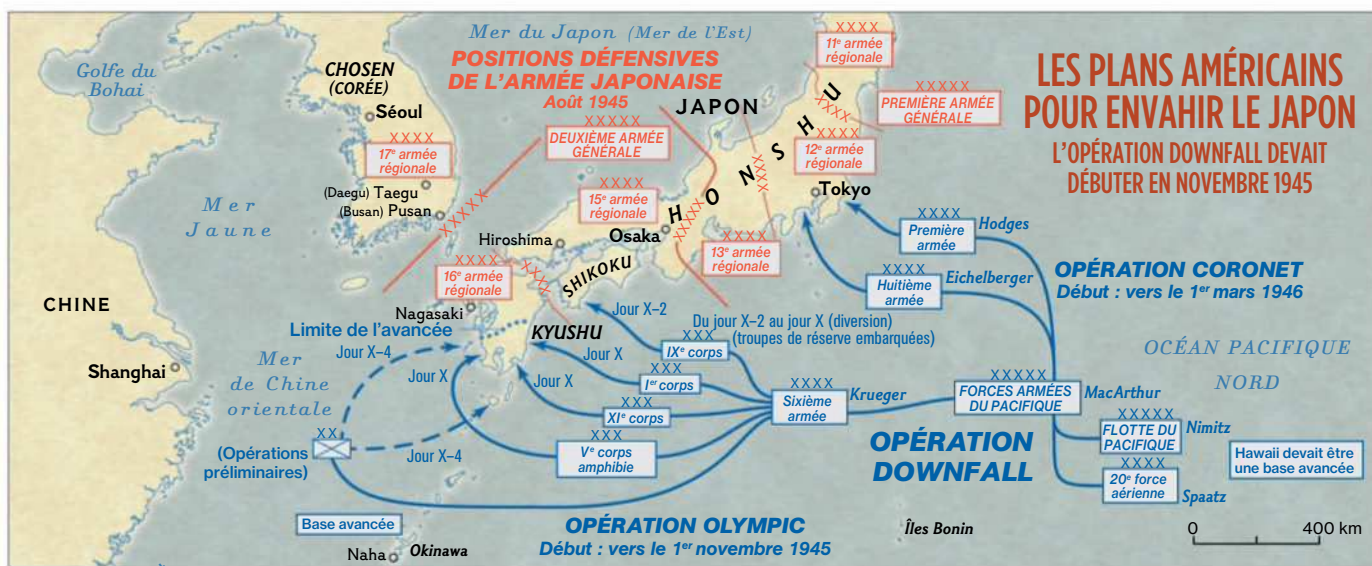 LES PLANS AMÉRICAINS
POUR ENVAHIR LE JAPON
L'OPÉRATION DOWNFALL DEVAIT
DÉBUTER EN NOVEMBRE 1945
Mer du Japon (Mer de l'Est)
POSITIONS DÉFENSIVES
DE L'ARMÉE JAPONAISE
Août 1945
Golfe du
Bohai
CHOSEN
(CORÉE)
Séoul
XXXX
17e armée
régionale
(Daegu) Taegu
(Busan) Pusan
Mer
Jaune
CHINE
Shanghai
Mer
de Chine
orientale
XXXXX
DEUXIÈME ARMÉE
GÉNÉRALE
XXXXX
JAPON
HONSHU
XXXX
11e armée
régionale
XXXX
XXXXX
PREMIÈRE ARMÉE
GÉNÉRALE
XXXX
12e armée
régionale
XXXX
Tokyo
XXXX
15e armée
régionale
Hiroshima
Osaka
XXXXX
XXXX
13e armée
régionale
SHIKOKU
XXXX
16e armée
régionale
XXXX
Nagasaki
KYUSHU
Limite de l'avancée
Jour X–4
Jour X
Jour X
Jour X
Jour X–2
Jour X–4
Du jour X–2 au jour X (diversion)
(troupes de réserve embarquées)
XXX
IXe corps
XXX
Ier corps
XXX
XIe corps
XXX
Ve corps
amphibie
XX
(Opérations
préliminaires)
XXXX
Sixième
armée
Krueger
XXXX
Première
armée
Hodges
XXXX
Huitième
armée
Eichelberger
OPÉRATION CORONET
Début : vers le 1er mars 1946
OCÉAN PACIFIQUE
NORD
XXXXX
FORCES ARMÉES
DU PACIFIQUE
MacArthur
XXXXX
FLOTTE DU
PACIFIQUE
Nimitz
XXXX
20e force
aérienne
Spaatz
Hawaii devait être
une base avancée
OPÉRATION
DOWNFALL
OPÉRATION OLYMPIC
Début : vers le 1er novembre 1945
Base avancée
Naha
Okinawa
Îles Bonin
0
400 km